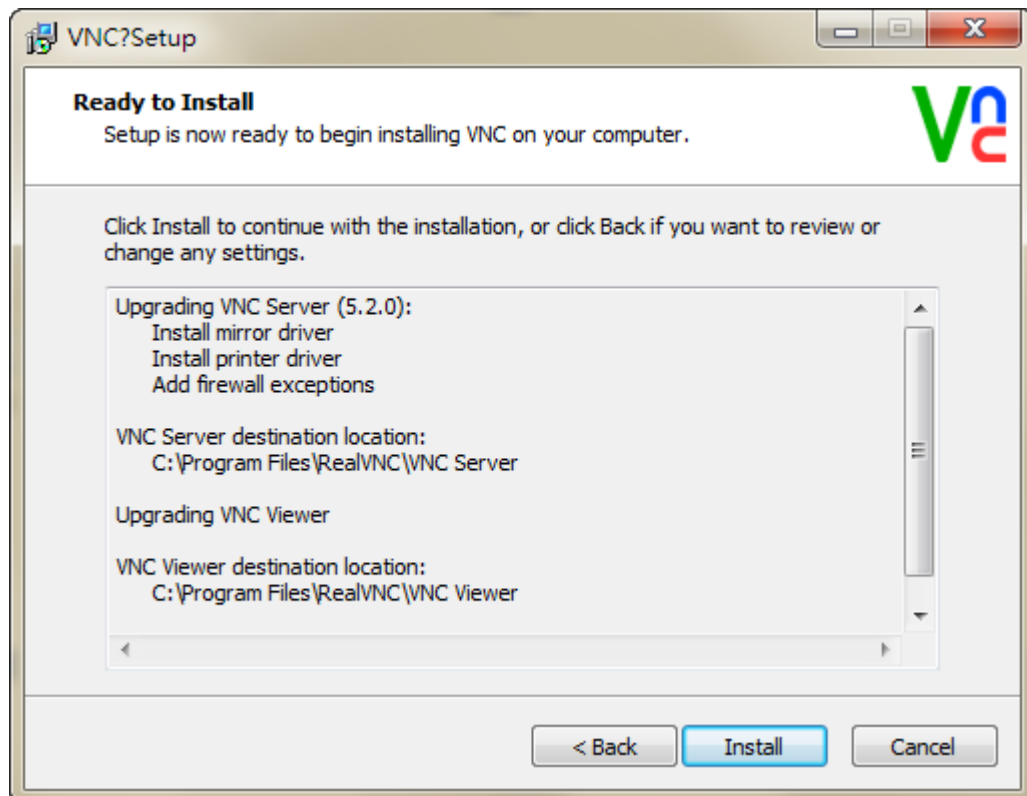 VNC?Setup
Ready to Install
Setup is now ready to begin installing VNC on your computer.
Vnc
Click Install to continue with the installation, or click Back if you want to review or
change any settings.
Upgrading VNC Server (5.2.0):
Install mirror driver
Install printer driver
Add firewall exceptions
VNC Server destination location:
C:\Program Files\RealVNC\VNC Server
Upgrading VNC Viewer
VNC Viewer destination location:
C:\Program Files\RealVNC\VNC Viewer
< Back
Install
Cancel